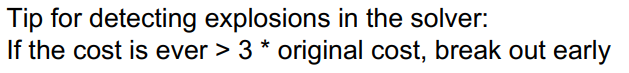 Tip for detecting explosions in the solver:
If the cost is ever > 3 * original cost, break out early